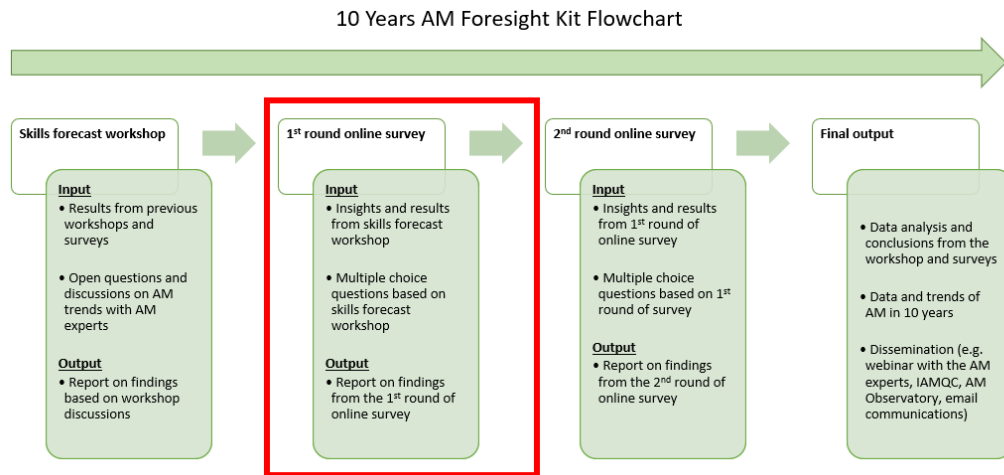 10 Years AM Foresight Kit Flowchart
Skills forecast workshop
Input
• Results from previous
workshops and
surveys
• Open questions and
discussions on AM
trends with AM
experts
Output
• Report on findings
based on workshop
discussions
1st round online survey
Input
• Insights and results
from skills forecast
workshop
• Multiple choice
questions based on
skills forecast
workshop
Output
• Report on findings
from the 1st round of
online survey
2nd round online survey
Input
• Insights and results
from 1st round of
online survey
• Multiple choice
questions based on 1st
round of survey
Output
• Report on findings
from the 2nd round of
online survey
Final output
• Data analysis and
conclusions from the
workshop and surveys
• Data and trends of
AM in 10 years
• Dissemination (e.g.
webinar with the AM
experts, IAMQC, AM
Observatory, email
communications)